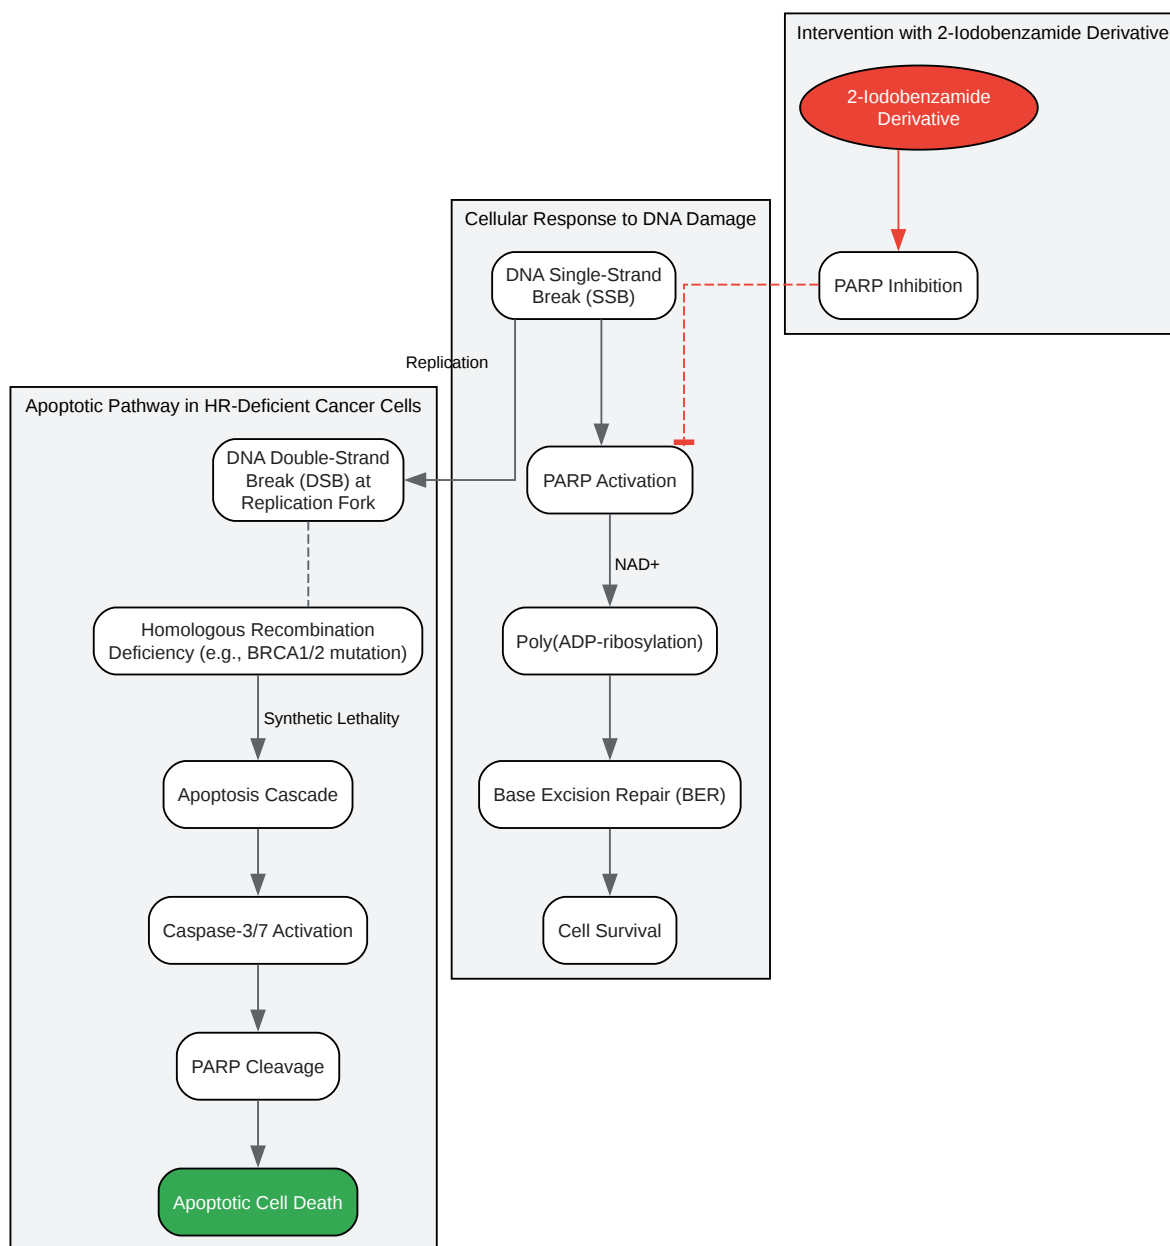 Intervention with 2-Iodobenzamide Derivative
2-Iodobenzamide
Derivative
PARP Inhibition
Cellular Response to DNA Damage
DNA Single-Strand
Break (SSB)
Replication
PARP Activation
NAD+
Poly(ADP-ribosylation)
Base Excision Repair (BER)
Cell Survival
Apoptotic Pathway in HR-Deficient Cancer Cells
DNA Double-Strand
Break (DSB) at
Replication Fork
Homologous Recombination
Deficiency (e.g., BRCA1/2 mutation)
Synthetic Lethality
Apoptosis Cascade
Caspase-3/7 Activation
PARP Cleavage
Apoptotic Cell Death